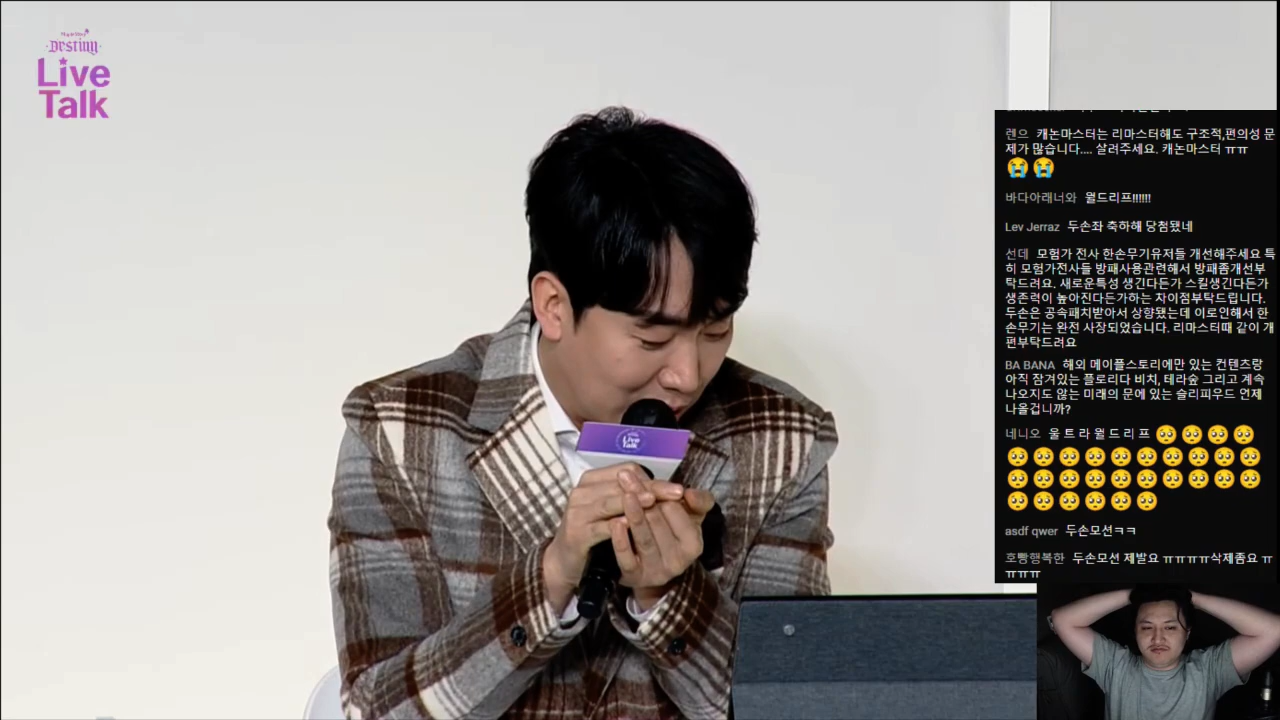 DESTINY
Live
Talk
렌으 캐논마스터는 리마스터해도 구조적,편의성 문
제가 많습니다.... 살려주세요. 캐논마스터 ㅠㅠ
😭😭
바다아래너와 월드리프!!!!!!
Lev Jerraz 두손좌 축하해 당첨됐네
선데 모험가 전사 한손무기유저들 개선해주세요 특
히 모험가전사들 방패사용관련해서 방패좀개선부
탁드려요. 새로운특성 생긴다든가 스킬생긴다든가
생존력이 높아진다든가하는 차이점부탁드립니다.
두손은 공속패치받아서 상향됐는데 이로인해서 한
손무기는 완전 사장되었습니다. 리마스터때 같이 개
편부탁드려요
BA BANA 해외 메이플스토리에만 있는 컨텐츠랑
아직 잠겨있는 플로리다 비치, 테라숲 그리고 계속
나오지도 않는 미래의 문에 있는 슬리피우드 언제
나올겁니까?
네니오 울 트 라 월 드 리 프 🥺🥺🥺🥺
🥺🥺🥺🥺🥺🥺🥺🥺🥺🥺
🥺🥺🥺🥺🥺🥺🥺🥺🥺🥺
🥺🥺🥺🥺🥺🥺
asdf qwer 두손모션ㅋㅋ
호빵행복한 두손모션 제발요 ㅠㅠㅠㅠ삭제좀요 ㅠ
ㅠㅠㅠ
Live
Talk